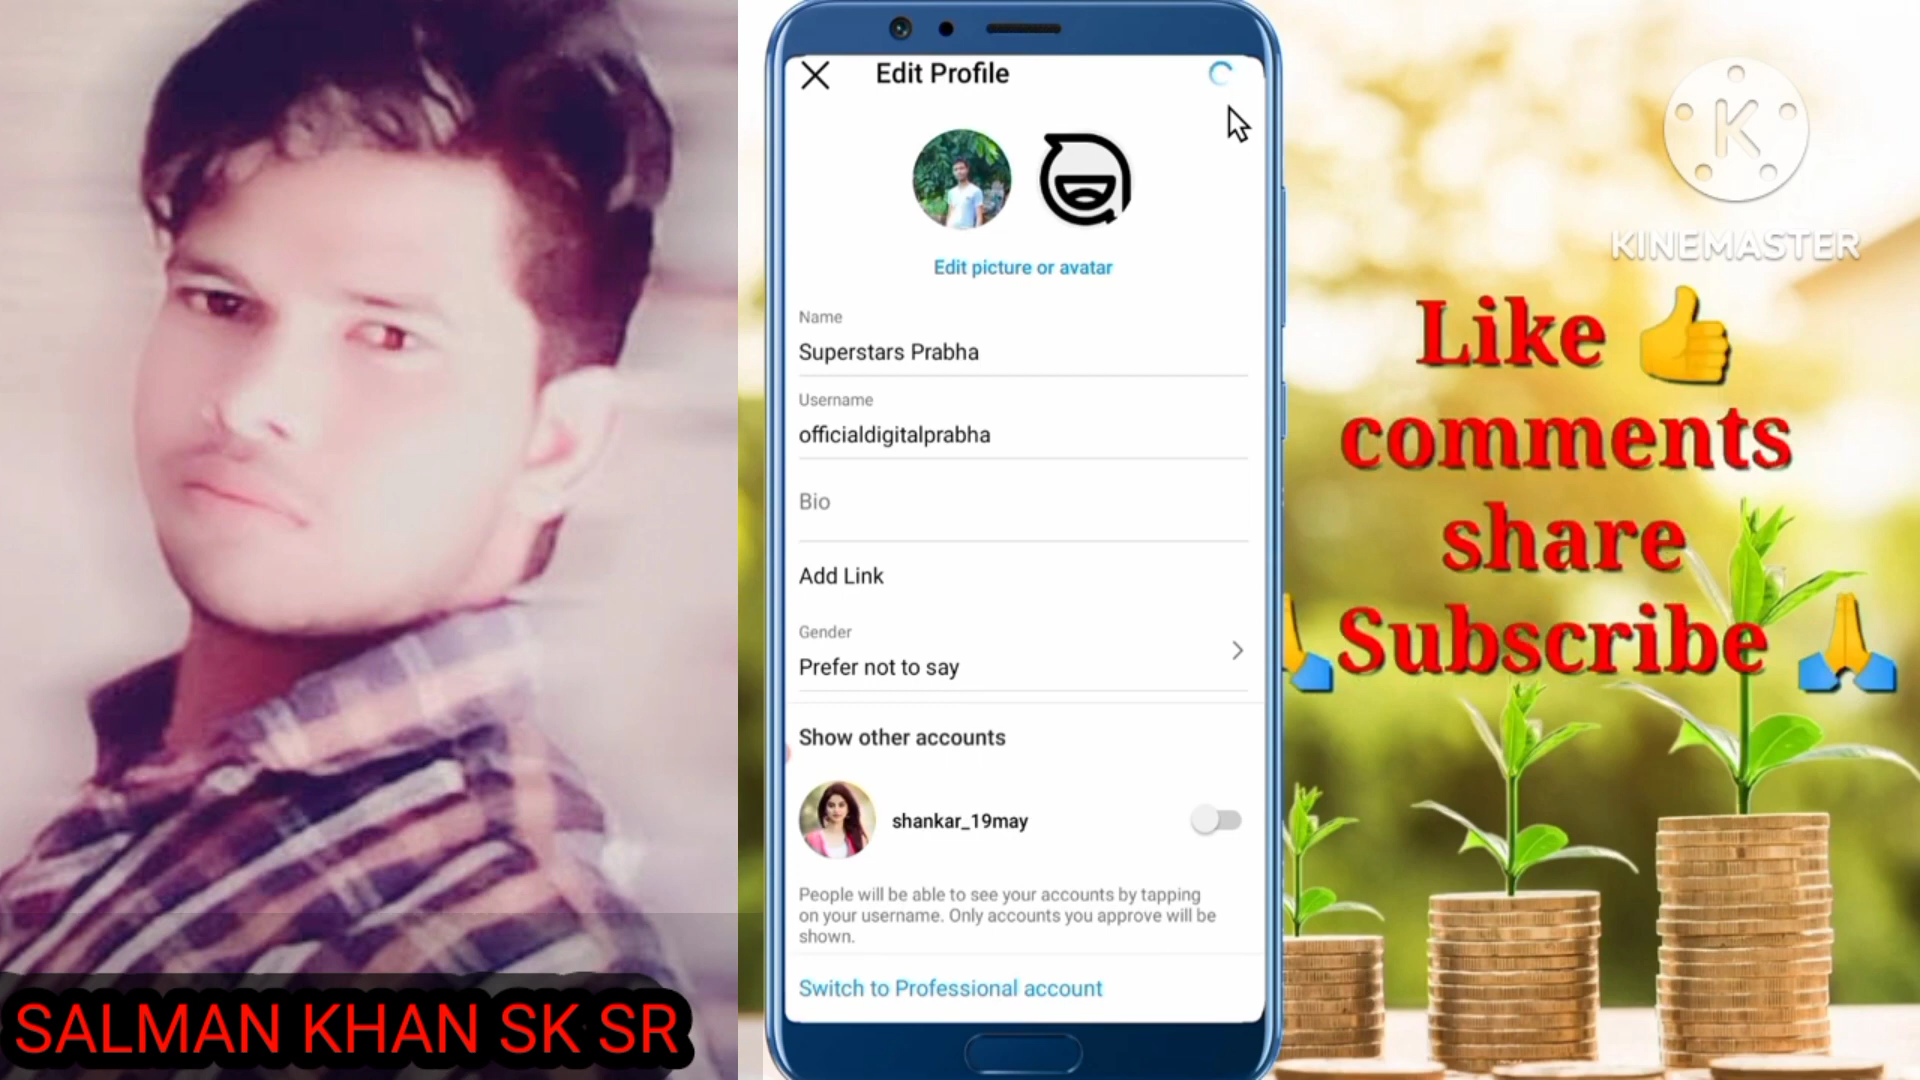 SALMAN KHAN SK SR
Edit Profile
Edit picture or avatar
Name
Superstars Prabha
Username
officialdigitalprabha
Bio
Add Link
Gender
Prefer not to say
Show other accounts
shankar_19may
People will be able to see your accounts by tapping
on your username. Only accounts you approve will be
shown.
Switch to Professional account
K
KINEMASTER
Like 👍
comments
share
🙏Subscribe 🙏